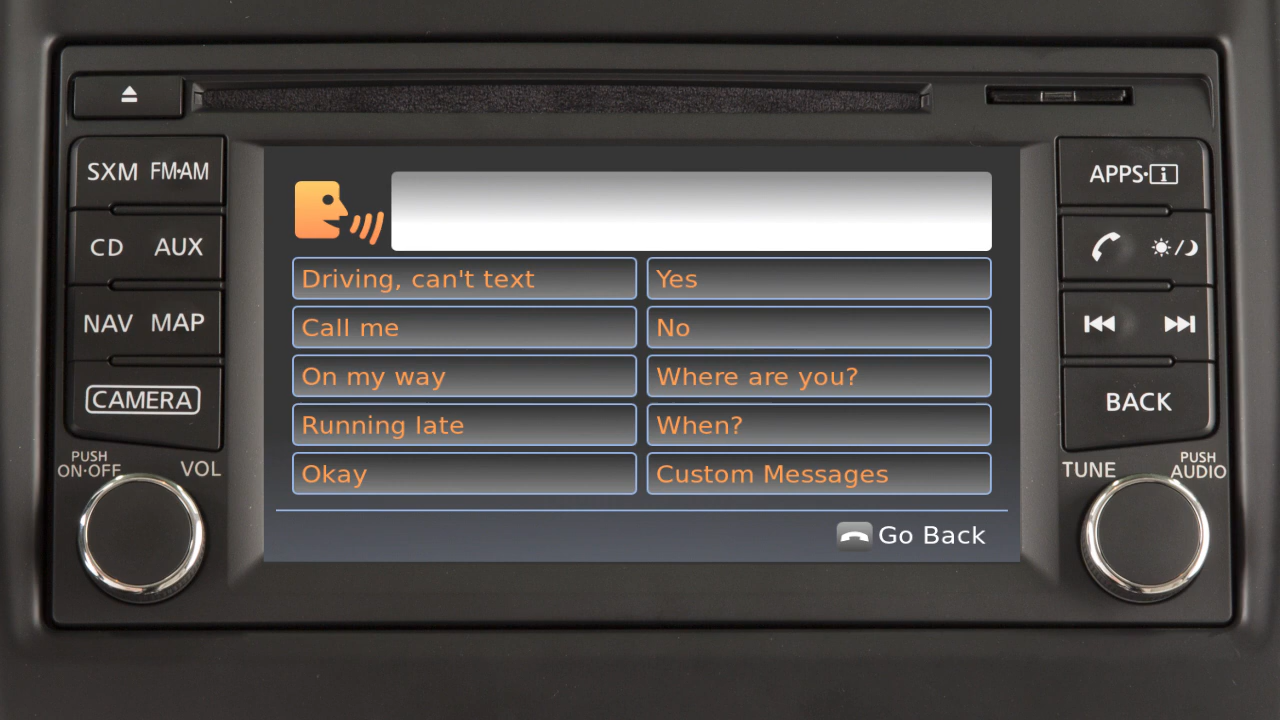 SXM FM·AM
CD AUX
NAV MAP
CAMERA
PUSH
ON·OFF
VOL
Driving, can't text
Yes
Call me
No
On my way
Where are you?
Running late
When?
Okay
Custom Messages
Go Back
APPS·i
BACK
TUNE
PUSH
AUDIO